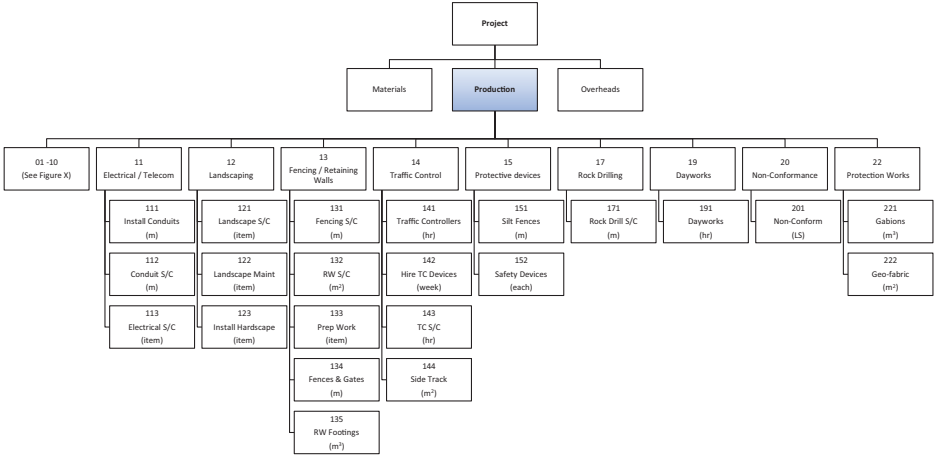 Project
Materials
Production
Overheads
01 -10
(See Figure X)
11
Electrical / Telecom
12
Landscaping
13
Fencing / Retaining
Walls
14
Traffic Control
15
Protective devices
17
Rock Drilling
19
Dayworks
20
Non-Conformance
22
Protection Works
111
Install Conduits
(m)
121
Landscape S/C
(item)
131
Fencing S/C
(m)
141
Traffic Controllers
(hr)
151
Silt Fences
(m)
171
Rock Drill S/C
(m)
191
Dayworks
(hr)
201
Non-Conform
(LS)
221
Gabions
(m³)
112
Conduit S/C
(m)
122
Landscape Maint
(item)
132
RW S/C
(m²)
142
Hire TC Devices
(week)
152
Safety Devices
(each)
222
Geo-fabric
(m²)
113
Electrical S/C
(item)
123
Install Hardscape
(item)
133
Prep Work
(item)
143
TC S/C
(hr)
134
Fences & Gates
(m)
144
Side Track
(m²)
135
RW Footings
(m³)